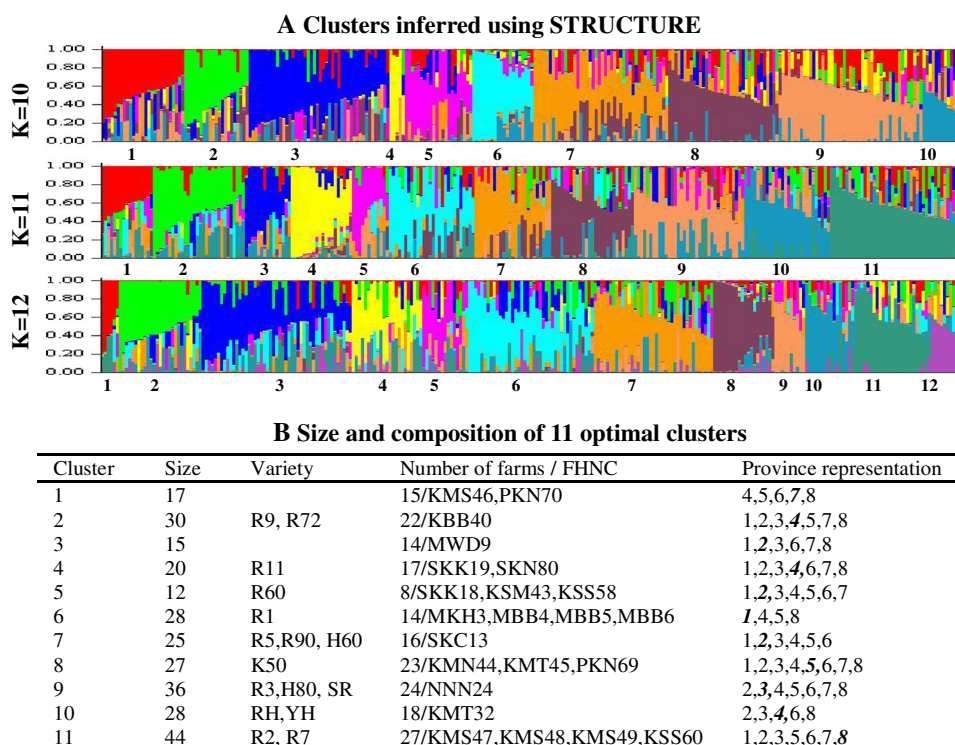 A Clusters inferred using STRUCTURE
K=10
1.00
0.80
0.60
0.40
0.20
0.00
1 2 3 4 5 6 7 8 9 10
K=11
1.00
0.80
0.60
0.40
0.20
0.00
1 2 3 4 5 6 7 8 9 10 11
K=12
1.00
0.80
0.60
0.40
0.20
0.00
1 2 3 4 5 6 7 8 9 10 11 12
B Size and composition of 11 optimal clusters
Cluster Size Variety Number of farms / FHNC Province representation
1 17 15/KMS46,PKN70 4,5,6,7,8
2 30 R9, R72 22/KBB40 1,2,3,4,5,7,8
3 15 14/MWD9 1,2,3,6,7,8
4 20 R11 17/SKK19,SKN80 1,2,3,4,6,7,8
5 12 R60 8/SKK18,KSM43,KSS58 1,2,3,4,5,6,7
6 28 R1 14/MKH3,MBB4,MBB5,MBB6 1,4,5,8
7 25 R5,R90, H60 16/SKC13 1,2,3,4,5,6
8 27 K50 23/KMN44,KMT45,PKN69 1,2,3,4,5,6,7,8
9 36 R3,H80, SR 24/NNN24 2,3,4,5,6,7,8
10 28 RH,YH 18/KMT32 2,3,4,6,8
11 44 R2, R7 27/KMS47,KMS48,KMS49,KSS60 1,2,3,5,6,7,8